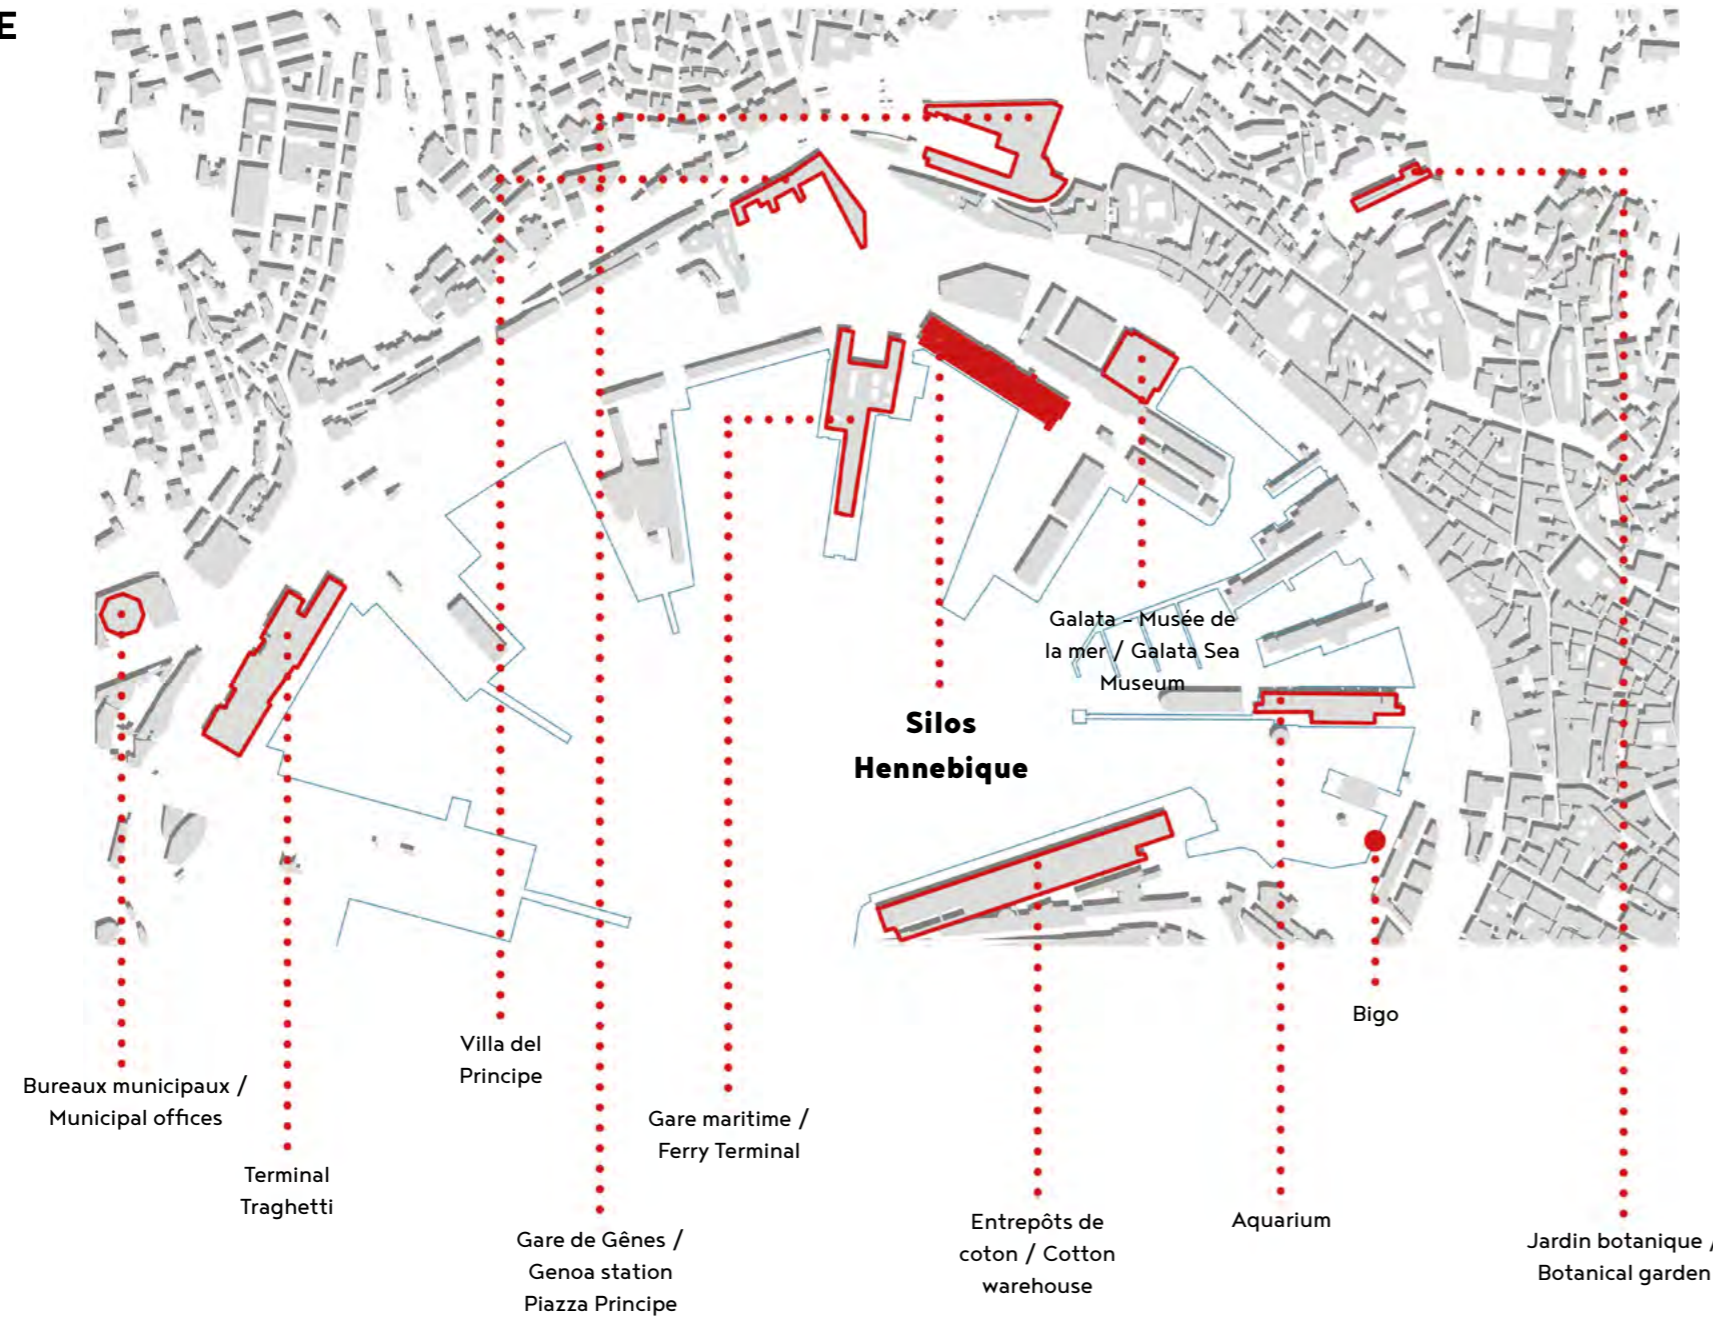 E
Galata - Musée de
la mer / Galata Sea
Museum
Silos
Hennebique
Bigo
Villa del
Principe
Bureaux municipaux /
Municipal offices
Gare maritime /
Ferry Terminal
Terminal
Traghetti
Entrepôts de
coton / Cotton
warehouse
Aquarium
Gare de Gênes /
Genoa station
Piazza Principe
Jardin botanique /
Botanical garden